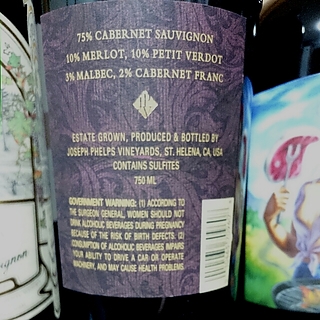 75% CABERNET SAUVIGNON
10% MERLOT, 10% PETIT VERDOT
3% MALBEC, 2% CABERNET FRANC
ESTATE GROWN, PRODUCED & BOTTLED BY
JOSEPH PHELPS VINEYARDS, ST. HELENA, CA, USA
CONTAINS SULFITES
750 ML
GOVERNMENT WARNING: (1) ACCORDING TO
THE SURGEON GENERAL, WOMEN SHOULD NOT
DRINK ALCOHOLIC BEVERAGES DURING PREGNANCY
BECAUSE OF THE RISK OF BIRTH DEFECTS. (2)
CONSUMPTION OF ALCOHOLIC BEVERAGES IMPAIRS
YOUR ABILITY TO DRIVE A CAR OR OPERATE
MACHINERY, AND MAY CAUSE HEALTH PROBLEMS.